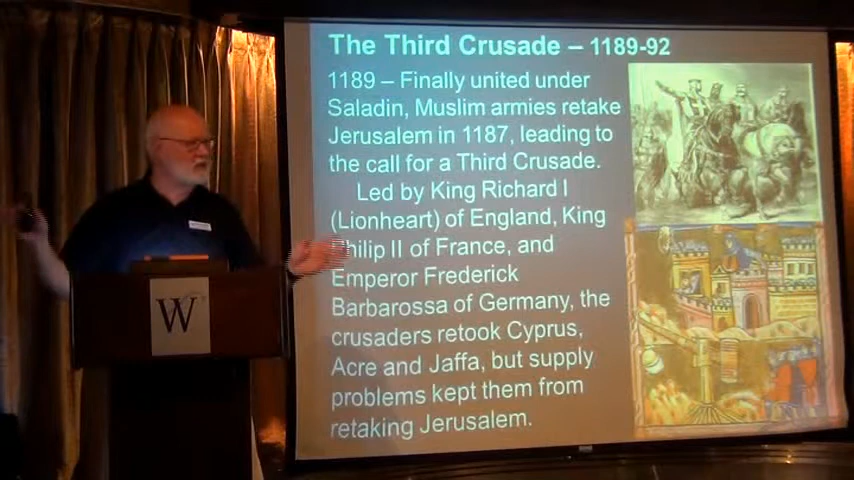 The Third Crusade – 1189-92
1189 – Finally united under
Saladin, Muslim armies retake
Jerusalem in 1187, leading to
the call for a Third Crusade.
Led by King Richard I
(Lionheart) of England, King
Philip II of France, and
Emperor Frederick
Barbarossa of Germany, the
crusaders retook Cyprus,
Acre and Jaffa, but supply
problems kept them from
retaking Jerusalem.
W